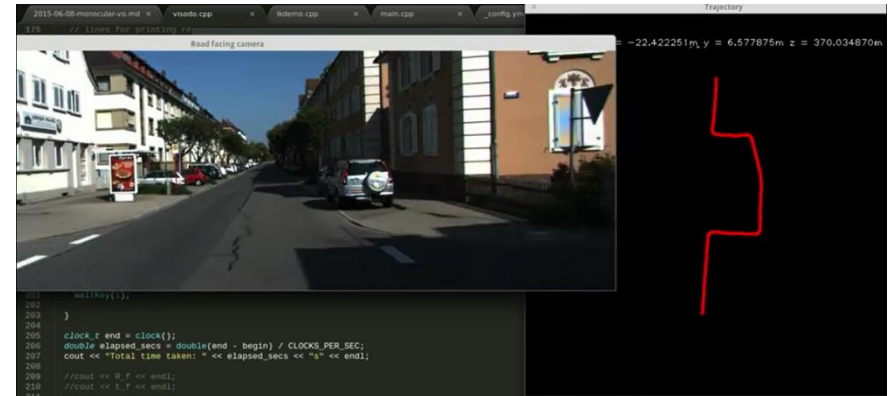 2015-06-08-monocular-vo.md ×
visodo.cpp ×
lkdemo.cpp ×
main.cpp ×
_config.ym
Trajectory
175 // lines for printing re
Road facing camera
= -22.422251m, y = 6.577875m z = 370.034870m
201 waitKey(1);
202
203 }
204
205 clock_t end = clock();
206 double elapsed_secs = double(end - begin) / CLOCKS_PER_SEC;
207 cout << "Total time taken: " << elapsed_secs << "s" << endl;
208
209 //cout << R_f << endl;
210 //cout << t_f << endl;